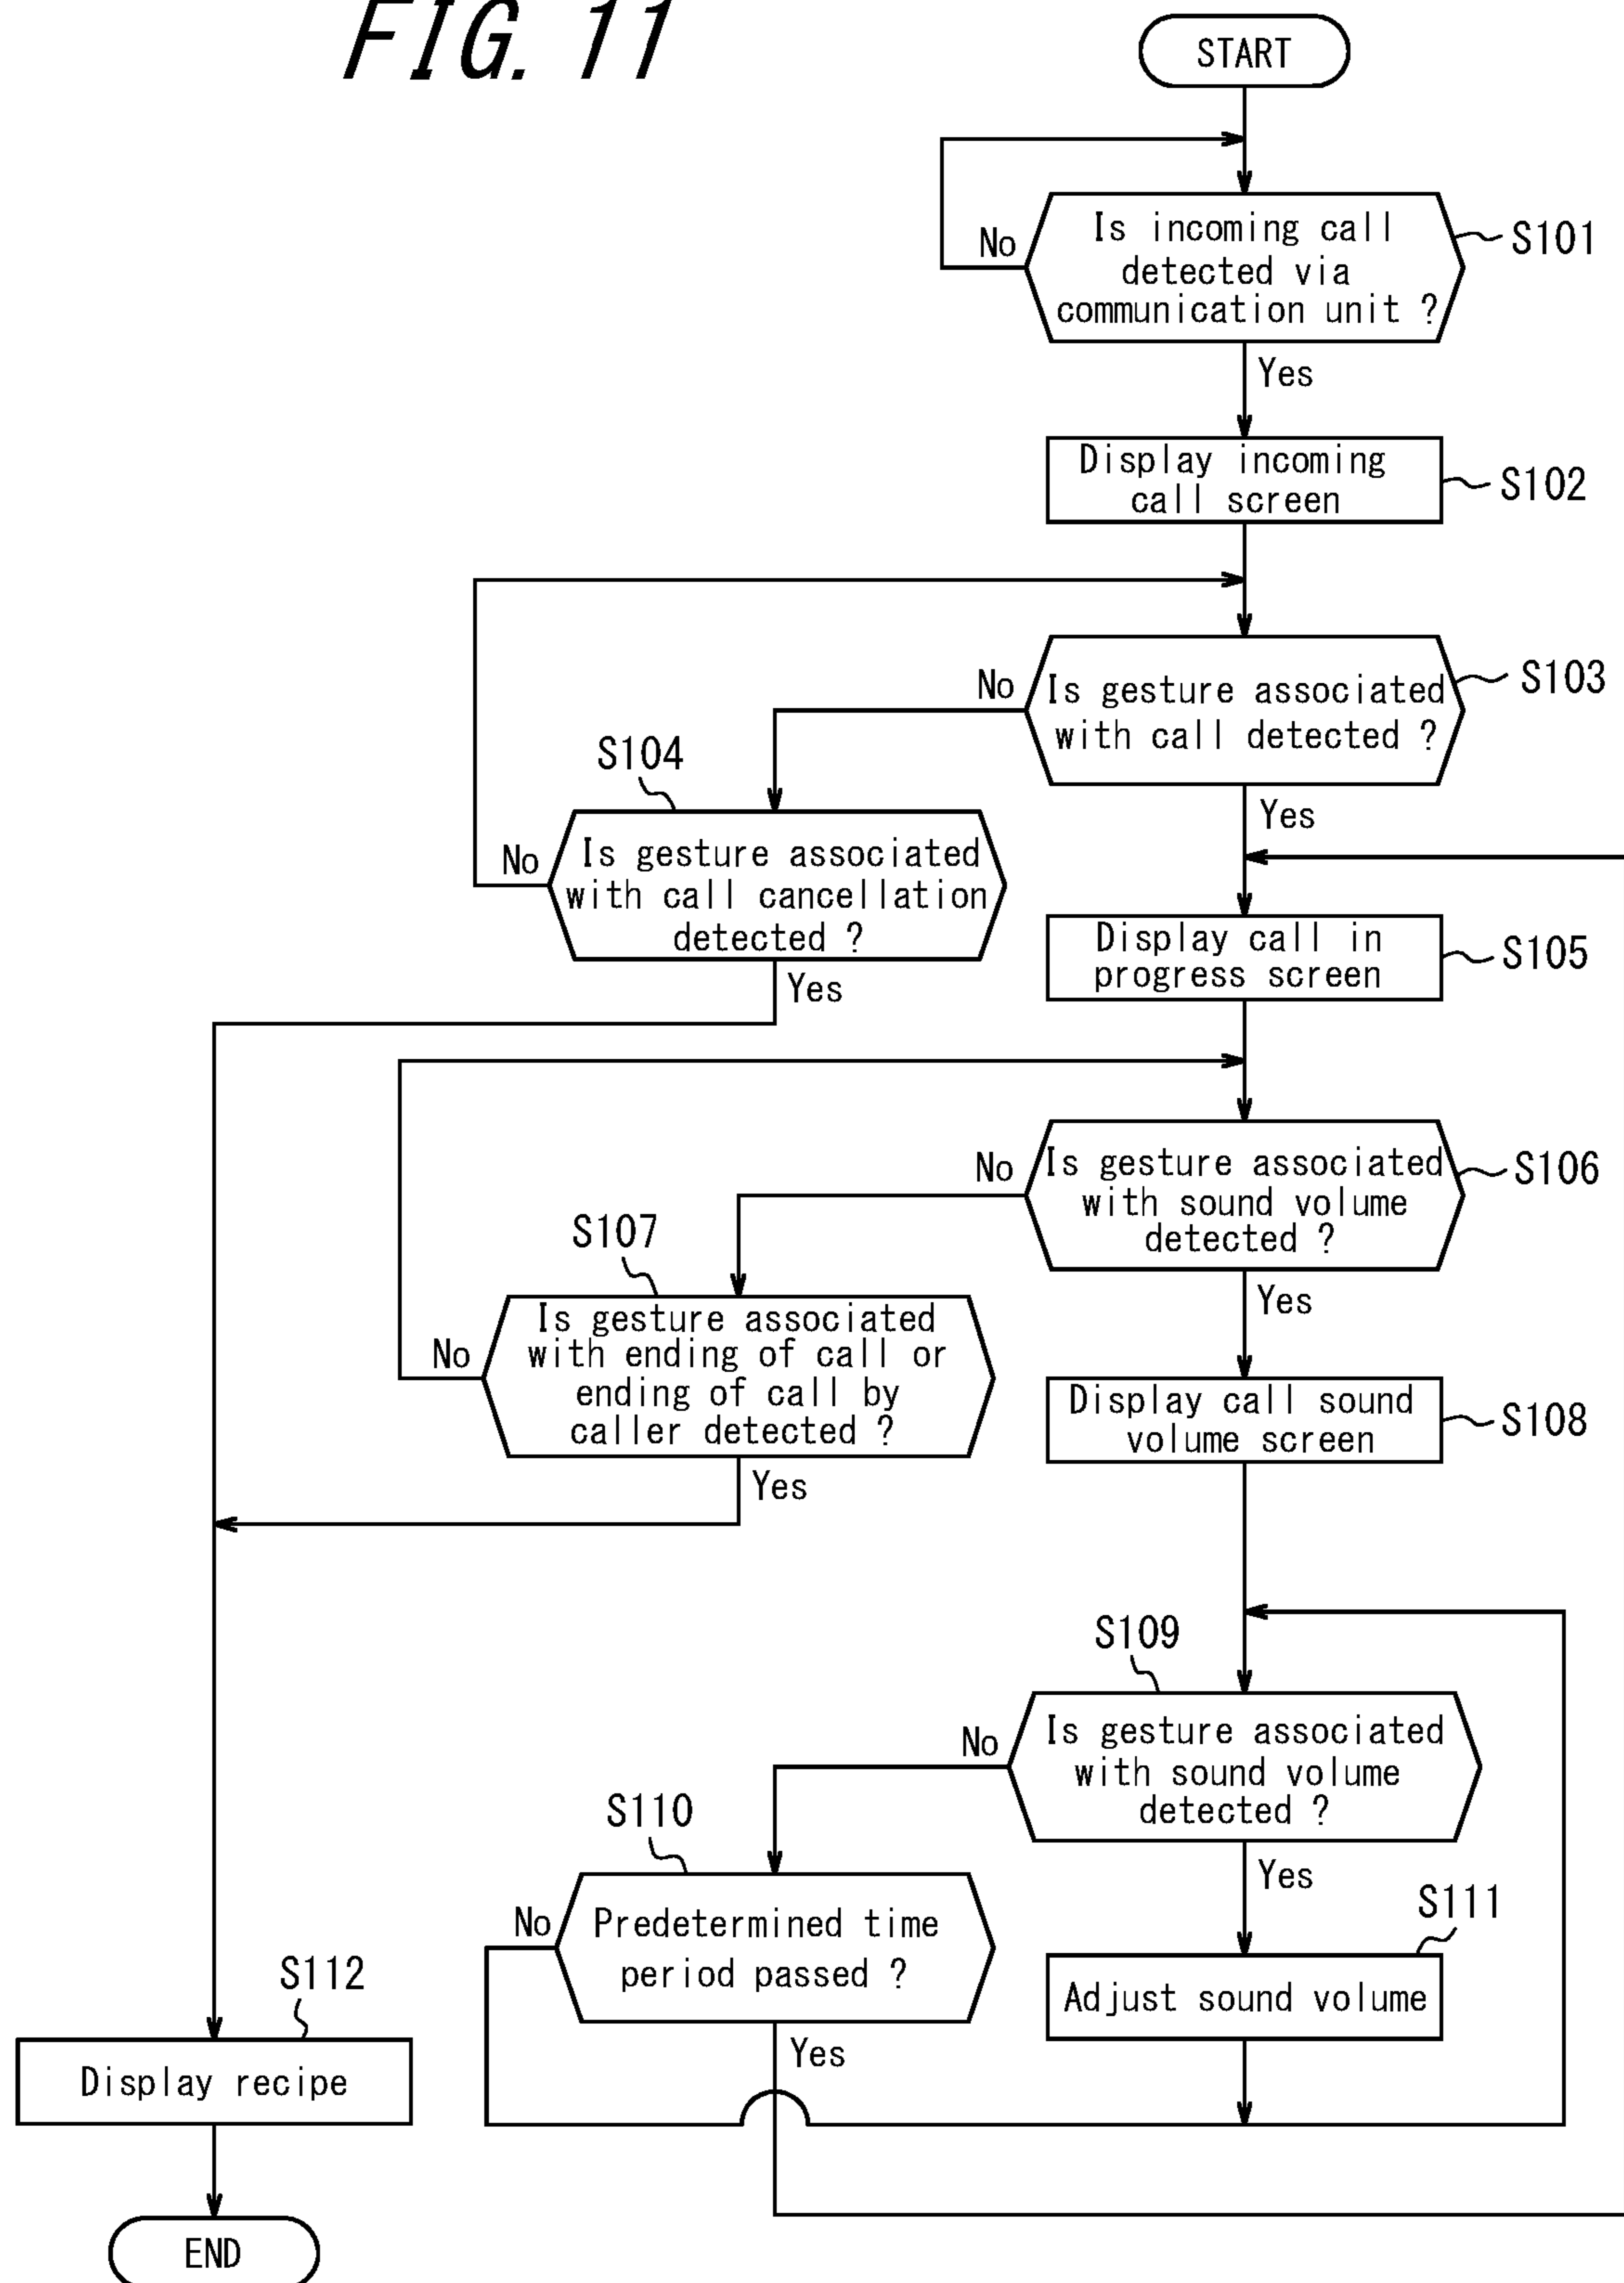 FIG. 11
START
Is incoming call
detected via
communication unit ?
S101
No
Yes
Display incoming
call screen
S102
Is gesture associated
with call detected ?
S103
No
Yes
S104
Is gesture associated
with call cancellation
detected ?
No
Yes
Display call in
progress screen
S105
Is gesture associated
with sound volume
detected ?
S106
No
Yes
S107
Is gesture associated
with ending of call or
ending of call by
caller detected ?
No
Yes
Display call sound
volume screen
S108
S109
Is gesture associated
with sound volume
detected ?
No
Yes
S110
Predetermined time
period passed ?
No
Yes
S111
Adjust sound volume
S112
Display recipe
END